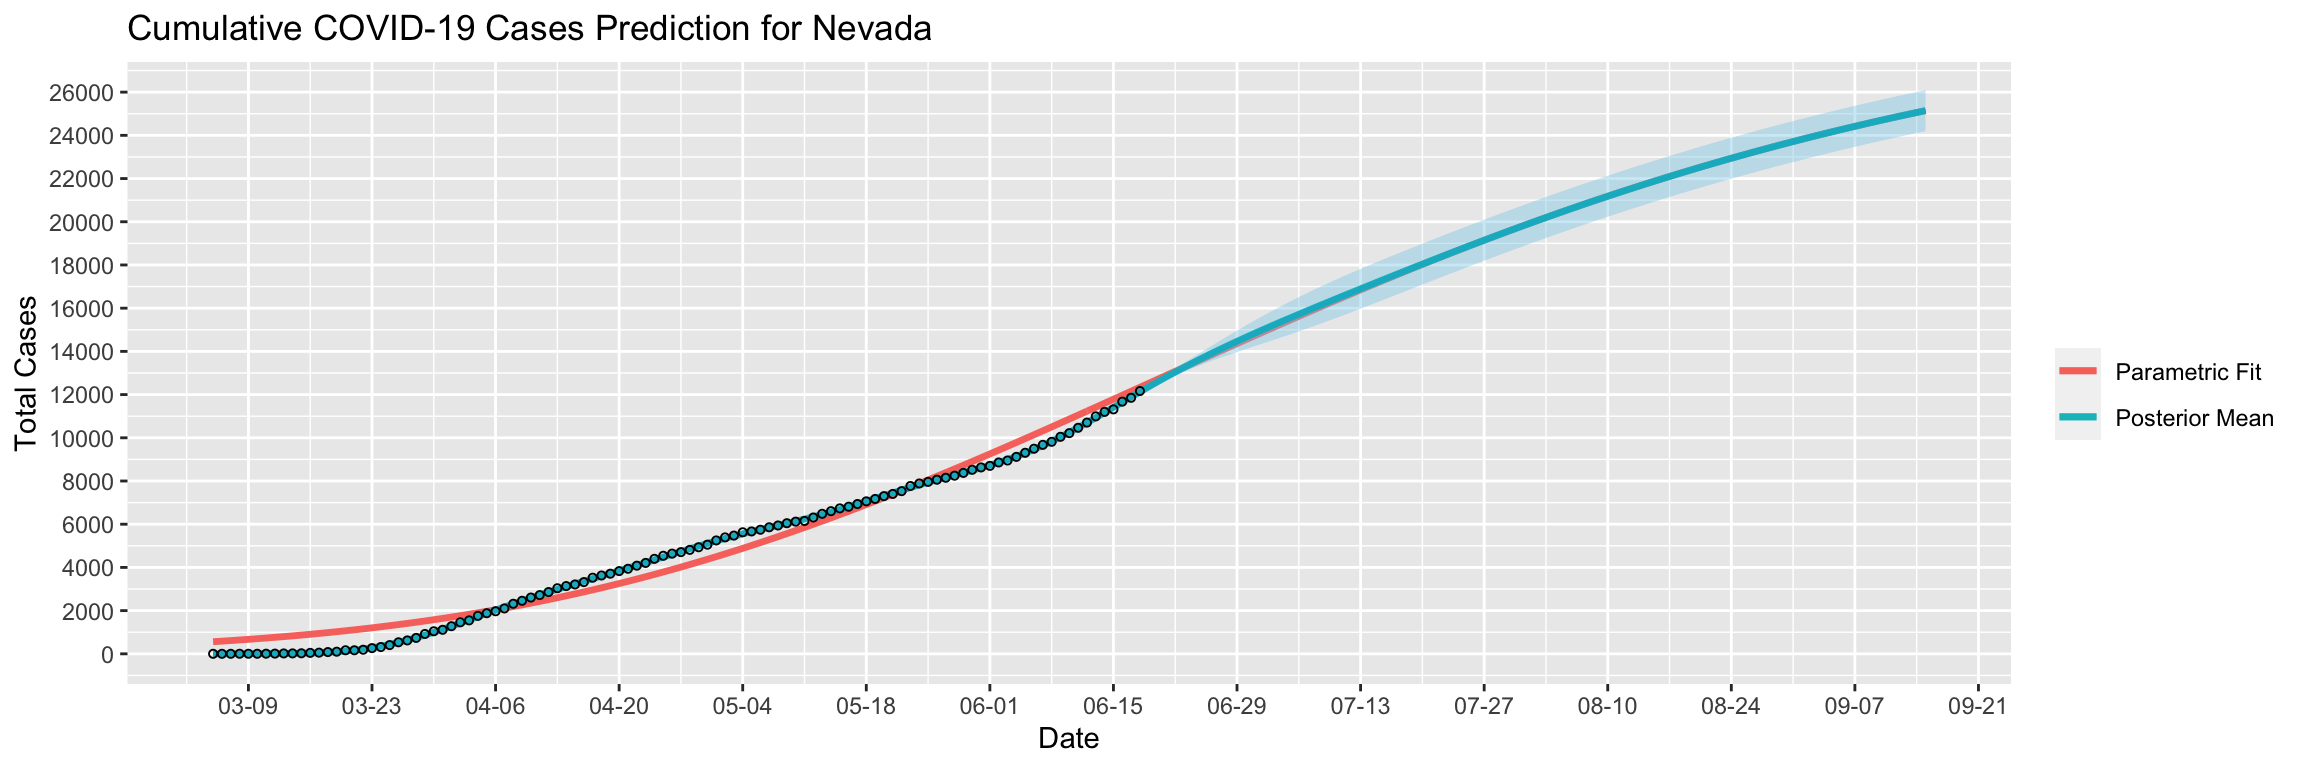 Cumulative COVID-19 Cases Prediction for Nevada
Total Cases
26000
24000
22000
20000
18000
16000
14000
12000
10000
8000
6000
4000
2000
0
03-09 03-23 04-06 04-20 05-04 05-18 06-01 06-15 06-29 07-13 07-27 08-10 08-24 09-07 09-21
Date
Parametric Fit
Posterior Mean